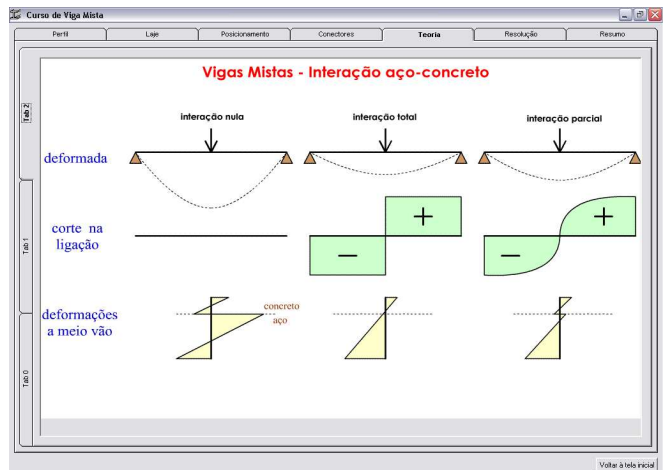 Curso de Viga Mista
Perfil
Laje
Posicionamento
Conectores
Teoria
Resolução
Resumo
Tab 2
Tab 1
Tab 0
Vigas Mistas - Interação aço-concreto
interação nula
interação total
interação parcial
deformada
corte na
ligação
+
−
+
−
deformações
a meio vão
concreto
aço
Voltar à tela inicial